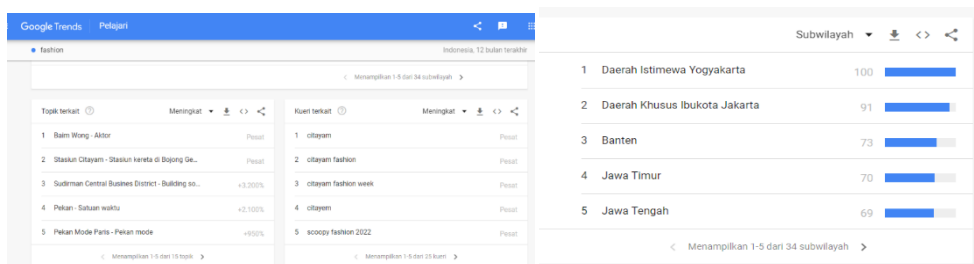 Google Trends Pelajari
fashion Indonesia, 12 bulan terakhir
Menampilkan 1-5 dari 34 subwilayah
Topik terkait Meningkat
1 Baim Wong - Aktor Pesat
2 Stasiun Citayam - Stasiun kereta di Bojong Ge... Pesat
3 Sudirman Central Busines District - Building so... +3.200%
4 Pekan - Satuan waktu +2.100%
5 Pekan Mode Paris - Pekan mode +950%
Menampilkan 1-5 dari 15 topik
Kueri terkait Meningkat
1 citayam Pesat
2 citayam fashion Pesat
3 citayam fashion week Pesat
4 citayem Pesat
5 scoopy fashion 2022 Pesat
Menampilkan 1-5 dari 25 kueri
Subwilayah
1 Daerah Istimewa Yogyakarta 100
2 Daerah Khusus Ibukota Jakarta 91
3 Banten 73
4 Jawa Timur 70
5 Jawa Tengah 69
Menampilkan 1-5 dari 34 subwilayah